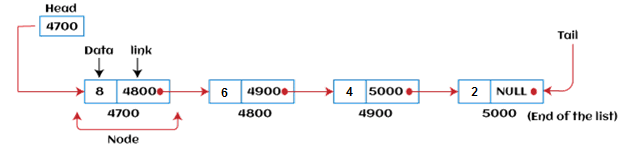 Head
4700
Tail
Data link
8 4800 6 4900 4 5000 2 NULL
4700 4800 4900 5000 (End of the list)
Node